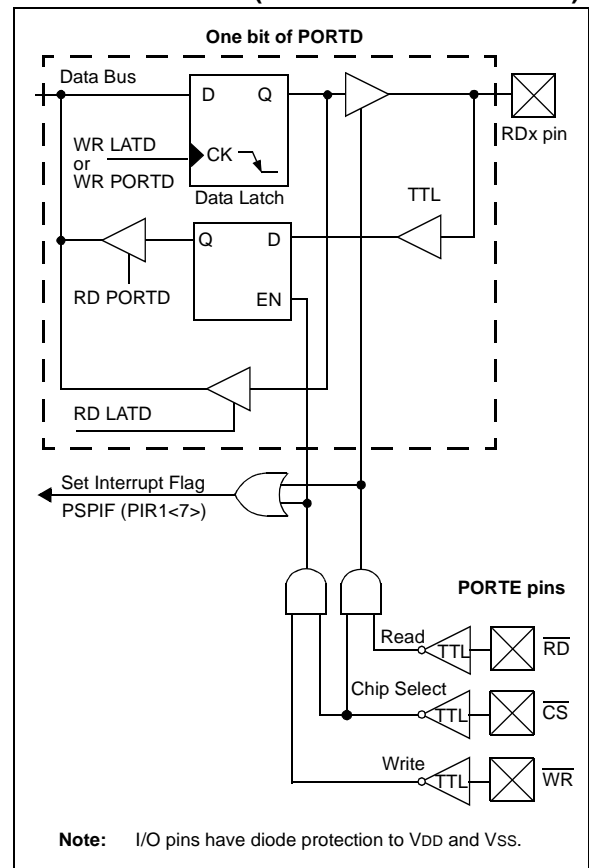 One bit of PORTD
Data Bus
D Q
RDx pin
WR LATD
or
WR PORTD
CK
Data Latch
TTL
Q D
EN
RD PORTD
RD LATD
Set Interrupt Flag
PSPIF (PIR1<7>)
PORTE pins
Read
TTL
RD
Chip Select
TTL
CS
Write
TTL
WR
Note: I/O pins have diode protection to VDD and VSS.